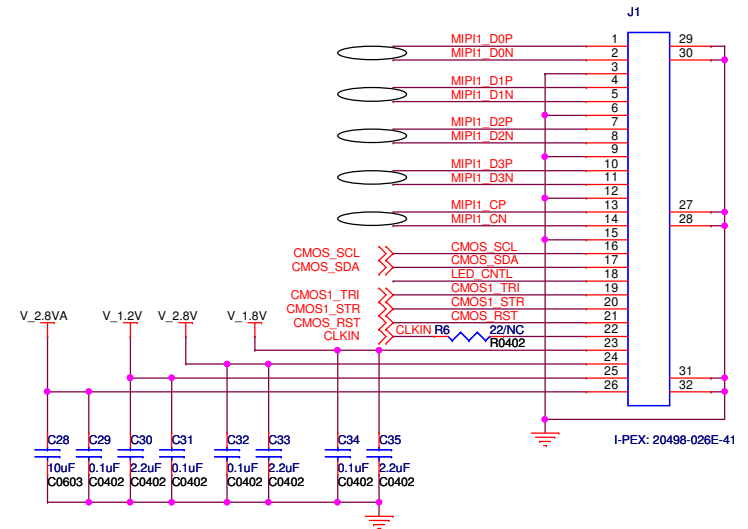 J1
MIPI1_D0P 1 29
MIPI1_D0N 2 30
3
MIPI1_D1P 4
MIPI1_D1N 5
6
MIPI1_D2P 7
MIPI1_D2N 8
9
MIPI1_D3P 10
MIPI1_D3N 11
12
MIPI1_CP 13 27
MIPI1_CN 14 28
15
CMOS_SCL CMOS_SCL 16
CMOS_SDA CMOS_SDA 17
LED_CNTL 18
CMOS1_TRI CMOS1_TRI 19
CMOS1_STR CMOS1_STR 20
CMOS_RST CMOS_RST 21
V_2.8VA V_1.2V V_2.8V V_1.8V
CLKIN CLKIN R6 22/NC 22
R0402 23
24
25 31
26 32
I-PEX: 20498-026E-41
C28 C29 C30 C31 C32 C33 C34 C35
10uF 0.1uF 2.2uF 0.1uF 0.1uF 2.2uF 0.1uF 2.2uF
C0603 C0402 C0402 C0402 C0402 C0402 C0402 C0402